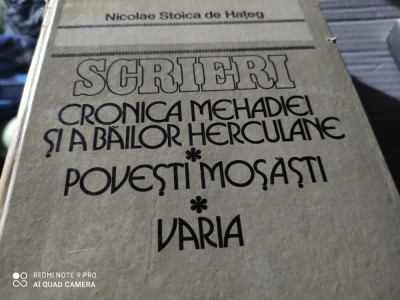 Nicolae Stoica de Hațeg
SCRIERI
CRONICA MEHADIEI
ȘI A BĂILOR HERCULANE
*
POVEȘTI MOȘĂȘTI
*
VARIA
REDMI NOTE 9 PRO
AI QUAD CAMERA